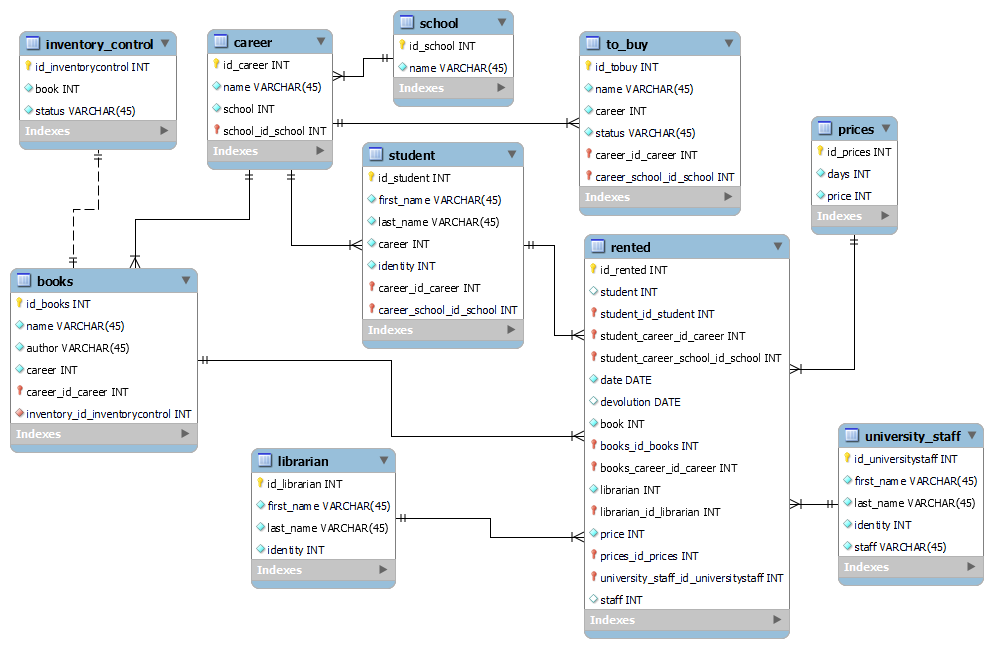 inventory_control
id_inventorycontrol INT
book INT
status VARCHAR(45)
Indexes
career
id_career INT
name VARCHAR(45)
school INT
school_id_school INT
Indexes
school
id_school INT
name VARCHAR(45)
Indexes
to_buy
id_tobuy INT
name VARCHAR(45)
career INT
status VARCHAR(45)
career_id_career INT
career_school_id_school INT
Indexes
prices
id_prices INT
days INT
price INT
Indexes
student
id_student INT
first_name VARCHAR(45)
last_name VARCHAR(45)
career INT
identity INT
career_id_career INT
career_school_id_school INT
Indexes
rented
id_rented INT
student INT
student_id_student INT
student_career_id_career INT
student_career_school_id_school INT
date DATE
devolution DATE
book INT
books_id_books INT
books_career_id_career INT
librarian INT
librarian_id_librarian INT
price INT
prices_id_prices INT
university_staff_id_universitystaff INT
staff INT
Indexes
books
id_books INT
name VARCHAR(45)
author VARCHAR(45)
career INT
career_id_career INT
inventory_id_inventorycontrol INT
Indexes
librarian
id_librarian INT
first_name VARCHAR(45)
last_name VARCHAR(45)
identity INT
Indexes
university_staff
id_universitystaff INT
first_name VARCHAR(45)
last_name VARCHAR(45)
identity INT
staff VARCHAR(45)
Indexes